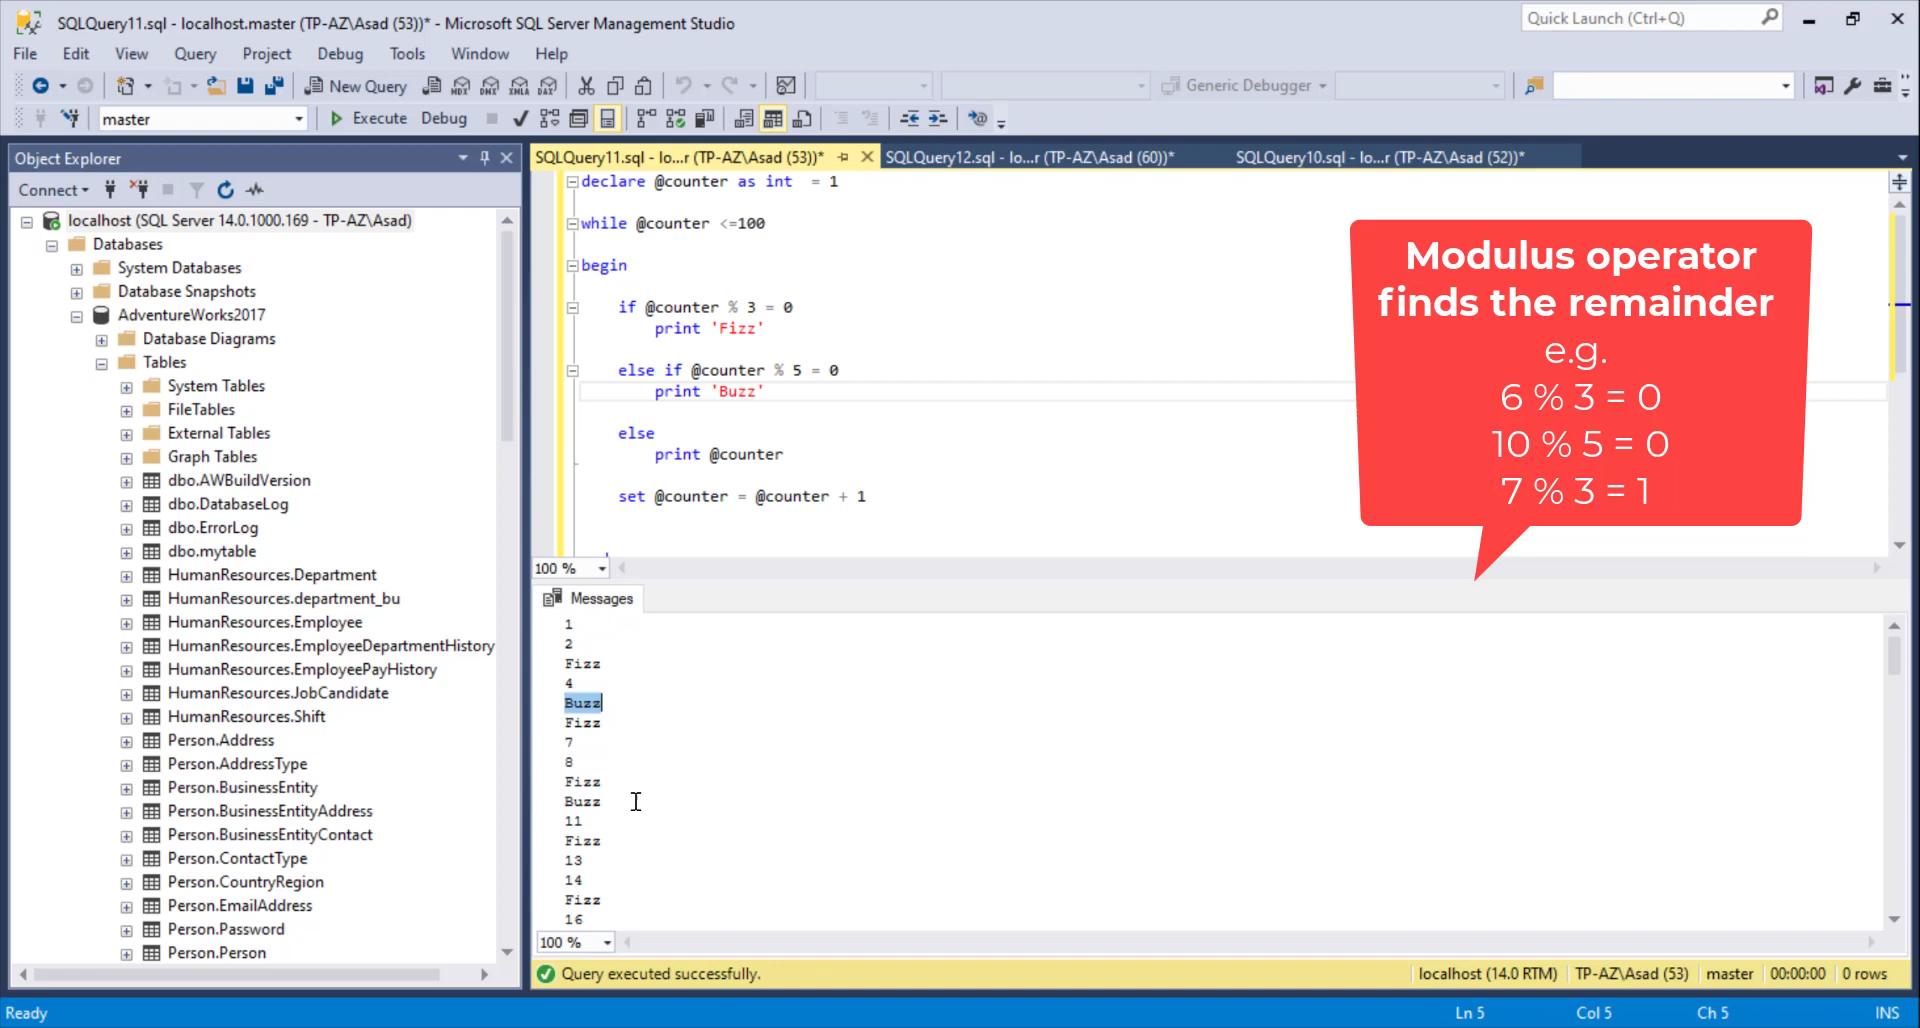 SQLQuery11.sql - localhost.master (TP-AZ\Asad (53))* - Microsoft SQL Server Management Studio
Quick Launch (Ctrl+Q)
File Edit View Query Project Debug Tools Window Help
New Query
MDX DMX XMLA DAX
Generic Debugger
master
Execute Debug
Object Explorer
SQLQuery11.sql - lo...r (TP-AZ\Asad (53))*
SQLQuery12.sql - lo...r (TP-AZ\Asad (60))*
SQLQuery10.sql - lo...r (TP-AZ\Asad (52))*
Connect
localhost (SQL Server 14.0.1000.169 - TP-AZ\Asad)
Databases
System Databases
Database Snapshots
AdventureWorks2017
Database Diagrams
Tables
System Tables
FileTables
External Tables
Graph Tables
dbo.AWBuildVersion
dbo.DatabaseLog
dbo.ErrorLog
dbo.mytable
HumanResources.Department
HumanResources.department_bu
HumanResources.Employee
HumanResources.EmployeeDepartmentHistory
HumanResources.EmployeePayHistory
HumanResources.JobCandidate
HumanResources.Shift
Person.Address
Person.AddressType
Person.BusinessEntity
Person.BusinessEntityAddress
Person.BusinessEntityContact
Person.ContactType
Person.CountryRegion
Person.EmailAddress
Person.Password
Person.Person
declare @counter as int = 1
while @counter <=100
begin
if @counter % 3 = 0
print 'Fizz'
else if @counter % 5 = 0
print 'Buzz'
else
print @counter
set @counter = @counter + 1
Modulus operator
finds the remainder
e.g.
6 % 3 = 0
10 % 5 = 0
7 % 3 = 1
100 %
Messages
1
2
Fizz
4
Buzz
Fizz
7
8
Fizz
Buzz
11
Fizz
13
14
Fizz
16
100 %
Query executed successfully.
localhost (14.0 RTM) TP-AZ\Asad (53) master 00:00:00 0 rows
Ready
Ln 5 Col 5 Ch 5 INS